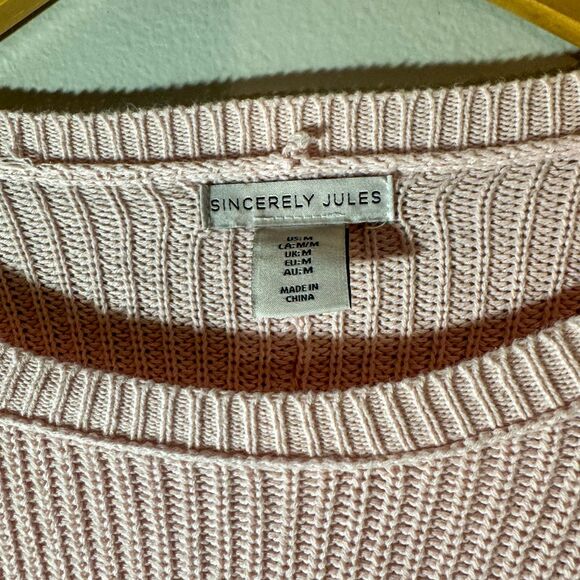 SINCERELY JULES
US: M
CA: M/M
UK: M
EU: M
AU: M
MADE IN
CHINA